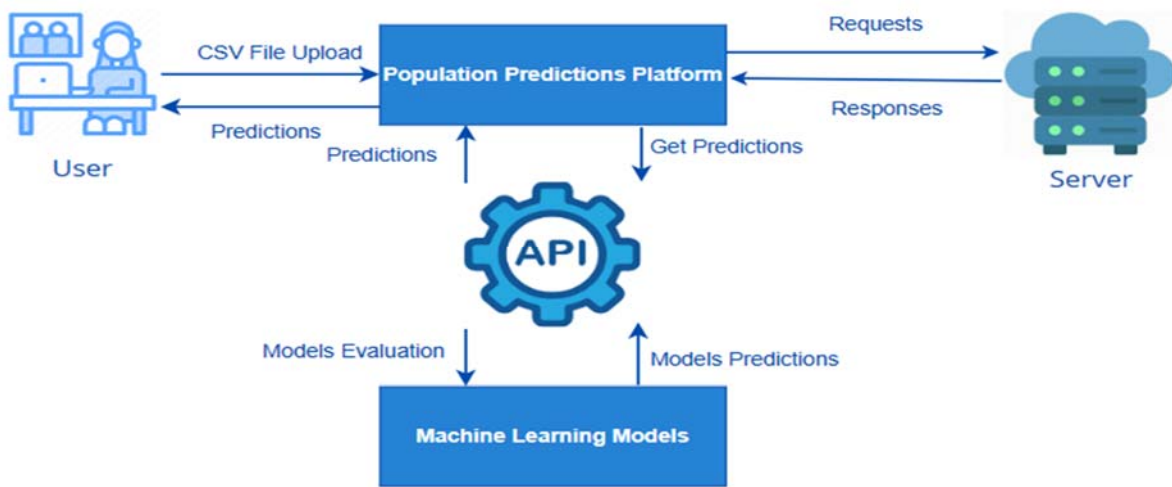 Requests
CSV File Upload
Population Predictions Platform
Responses
Predictions
Predictions
Get Predictions
User
Server
API
Models Evaluation
Models Predictions
Machine Learning Models